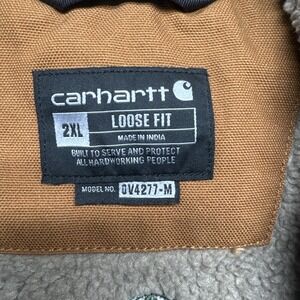 carhartt
2XL LOOSE FIT
MADE IN INDIA
BUILT TO SERVE AND PROTECT
ALL HARDWORKING PEOPLE
MODEL NO. OV4277-M